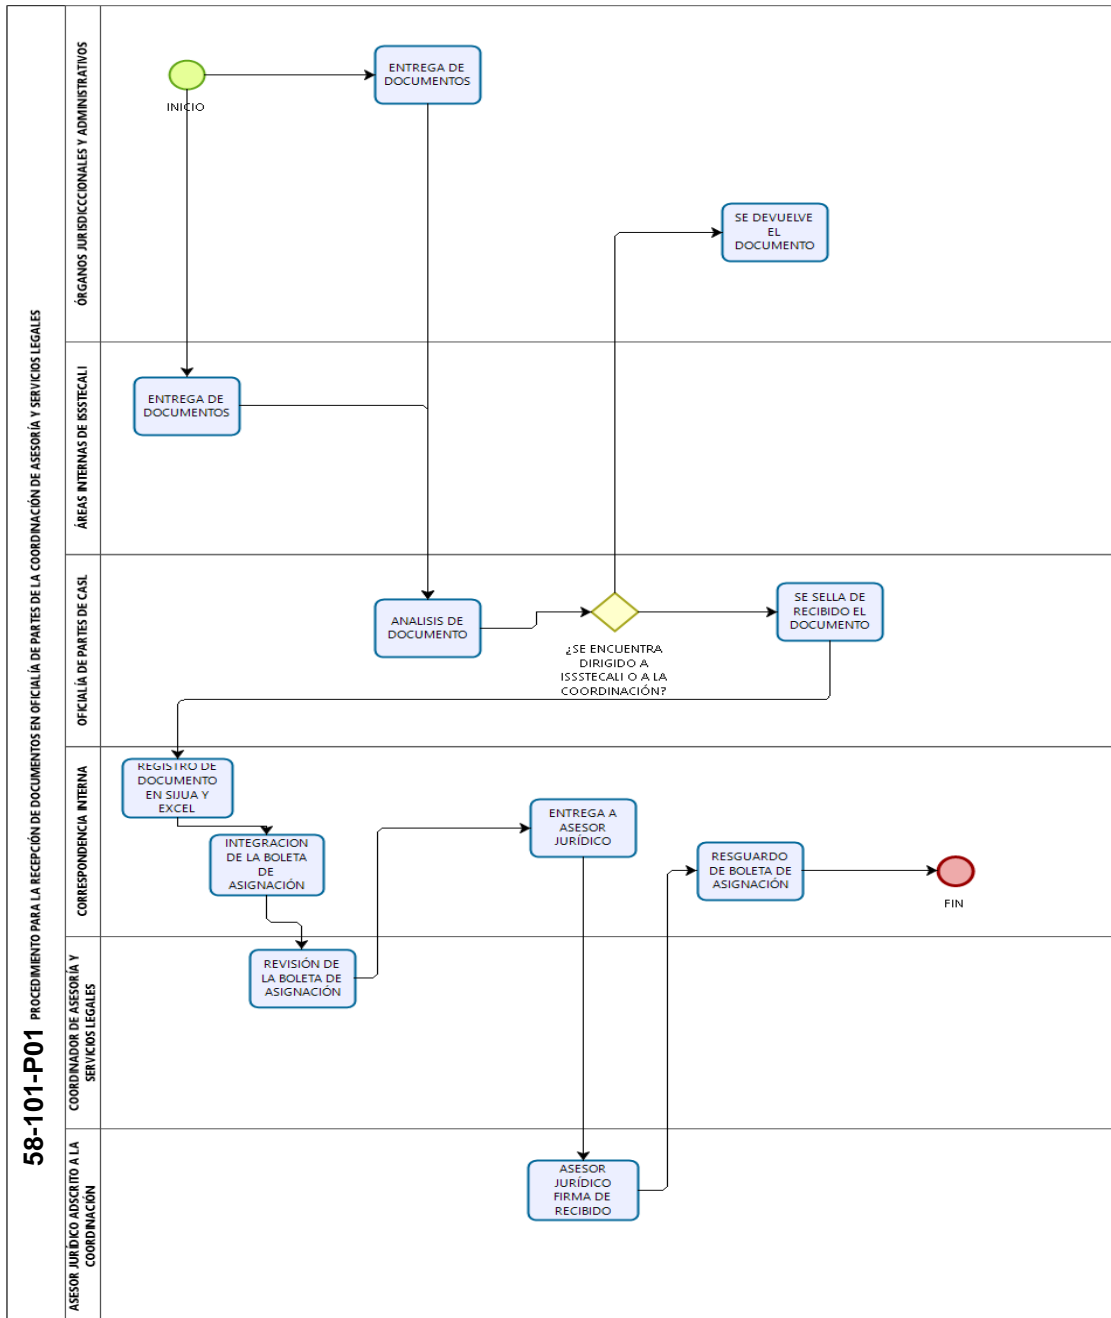 58-101-P01 PROCEDIMIENTO PARA LA RECEPCIÓN DE DOCUMENTOS EN OFICIALÍA DE PARTES DE LA COORDINACIÓN DE ASESORÍA Y SERVICIOS LEGALES
ÓRGANOS JURISDICCCIONALES Y ADMINISTRATIVOS
INICIO
ENTREGA DE
DOCUMENTOS
SE DEVUELVE
EL
DOCUMENTO
ÁREAS INTERNAS DE ISSSTECALI
ENTREGA DE
DOCUMENTOS
OFICIALÍA DE PARTES DE CASL
ANALISIS DE
DOCUMENTO
¿SE ENCUENTRA
DIRIGIDO A
ISSSTECALI O A LA
COORDINACIÓN?
SE SELLA DE
RECIBIDO EL
DOCUMENTO
CORRESPONDENCIA INTERNA
REGISTRO DE
DOCUMENTO
EN SIJUA Y
EXCEL
INTEGRACION
DE LA BOLETA
DE
ASIGNACIÓN
ENTREGA A
ASESOR
JURÍDICO
RESGUARDO
DE BOLETA DE
ASIGNACIÓN
FIN
COORDINADOR DE ASESORÍA Y
SERVICIOS LEGALES
REVISIÓN DE
LA BOLETA DE
ASIGNACIÓN
ASESOR JURÍDICO ADSCRITO A LA
COORDINACIÓN
ASESOR
JURÍDICO
FIRMA DE
RECIBIDO